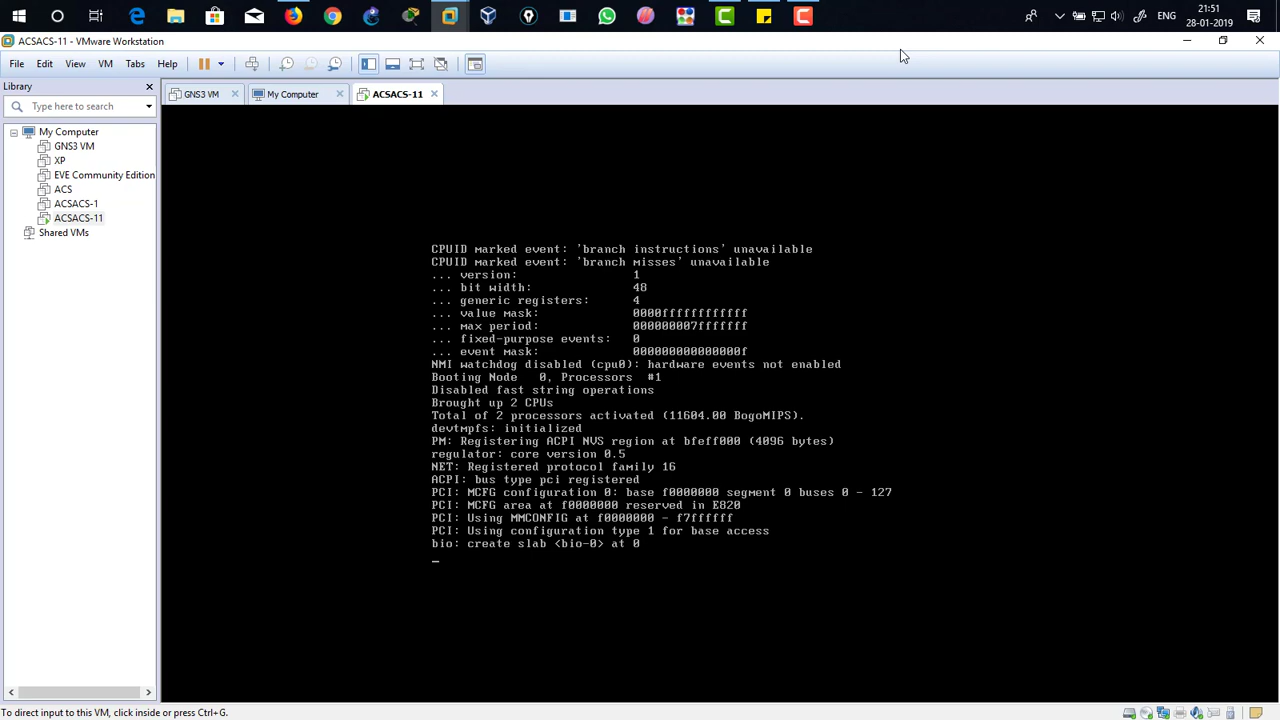 21:51
ENG
28-01-2019
ACSACS-11 - VMware Workstation
File Edit View VM Tabs Help
Library
GNS3 VM
My Computer
ACSACS-11
Type here to search
My Computer
GNS3 VM
XP
EVE Community Edition
ACS
ACSACS-1
ACSACS-11
Shared VMs
CPUID marked event: 'branch instructions' unavailable
CPUID marked event: 'branch misses' unavailable
... version: 1
... bit width: 48
... generic registers: 4
... value mask: 0000ffffffffffff
... max period: 000000007fffffff
... fixed-purpose events: 0
... event mask: 000000000000000f
NMI watchdog disabled (cpu0): hardware events not enabled
Booting Node 0, Processors #1
Disabled fast string operations
Brought up 2 CPUs
Total of 2 processors activated (11604.00 BogoMIPS).
devtmpfs: initialized
PM: Registering ACPI NVS region at bfeff000 (4096 bytes)
regulator: core version 0.5
NET: Registered protocol family 16
ACPI: bus type pci registered
PCI: MCFG configuration 0: base f0000000 segment 0 buses 0 - 127
PCI: MCFG area at f0000000 reserved in E820
PCI: Using MMCONFIG at f0000000 - f7ffffff
PCI: Using configuration type 1 for base access
bio: create slab <bio-0> at 0
_
To direct input to this VM, click inside or press Ctrl+G.